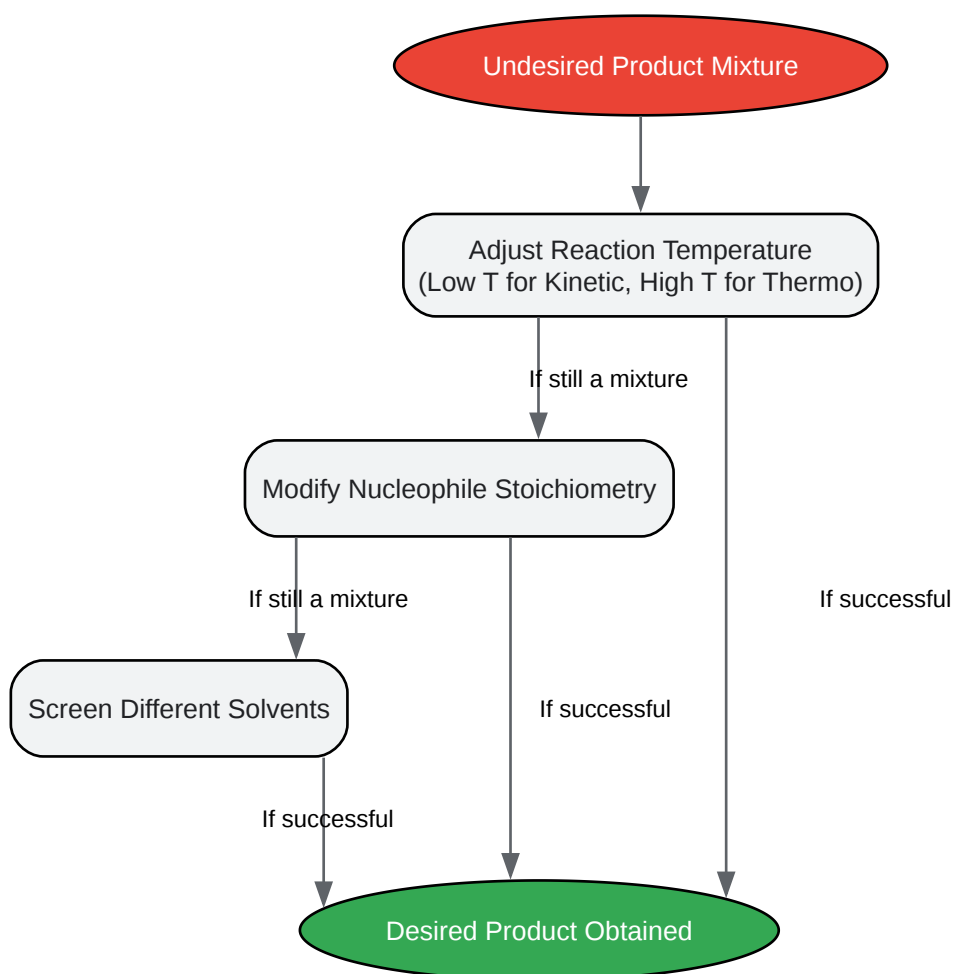 Undesired Product Mixture
Adjust Reaction Temperature
(Low T for Kinetic, High T for Thermo)
If still a mixture
Modify Nucleophile Stoichiometry
If still a mixture
If successful
Screen Different Solvents
If successful
If successful
Desired Product Obtained